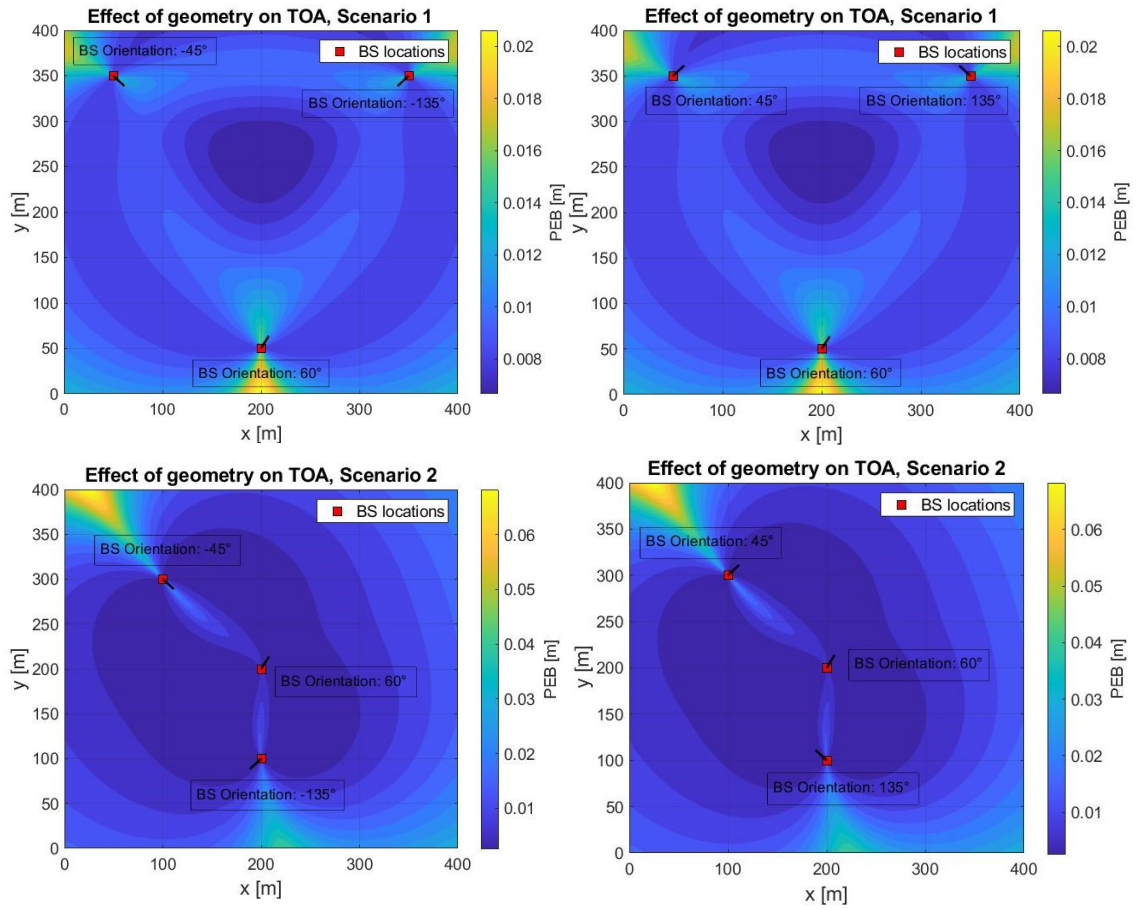 Effect of geometry on TOA, Scenario 1
BS locations
BS Orientation: -45°
BS Orientation: -135°
BS Orientation: 60°
400
350
300
250
200
150
100
50
0
y [m]
0
100
200
300
400
x [m]
0.02
0.018
0.016
0.014
0.012
0.01
0.008
PEB [m]
Effect of geometry on TOA, Scenario 1
BS locations
BS Orientation: 45°
BS Orientation: 135°
BS Orientation: 60°
400
350
300
250
200
150
100
50
0
y [m]
0
100
200
300
400
x [m]
0.02
0.018
0.016
0.014
0.012
0.01
0.008
PEB [m]
Effect of geometry on TOA, Scenario 2
BS locations
BS Orientation: -45°
BS Orientation: 60°
BS Orientation: -135°
400
350
300
250
200
150
100
50
0
y [m]
0
100
200
300
400
x [m]
0.06
0.05
0.04
0.03
0.02
0.01
PEB [m]
Effect of geometry on TOA, Scenario 2
BS locations
BS Orientation: 45°
BS Orientation: 60°
BS Orientation: 135°
400
350
300
250
200
150
100
50
0
y [m]
0
100
200
300
400
x [m]
0.06
0.05
0.04
0.03
0.02
0.01
PEB [m]